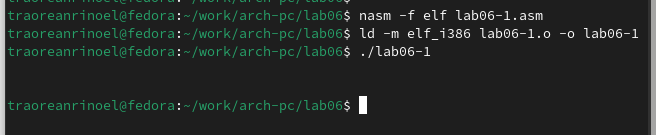 traoreanrinoel@fedora:~/work/arch-pc/lab06$ nasm -f elf lab06-1.asm
traoreanrinoel@fedora:~/work/arch-pc/lab06$ ld -m elf_i386 lab06-1.o -o lab06-1
traoreanrinoel@fedora:~/work/arch-pc/lab06$ ./lab06-1
traoreanrinoel@fedora:~/work/arch-pc/lab06$